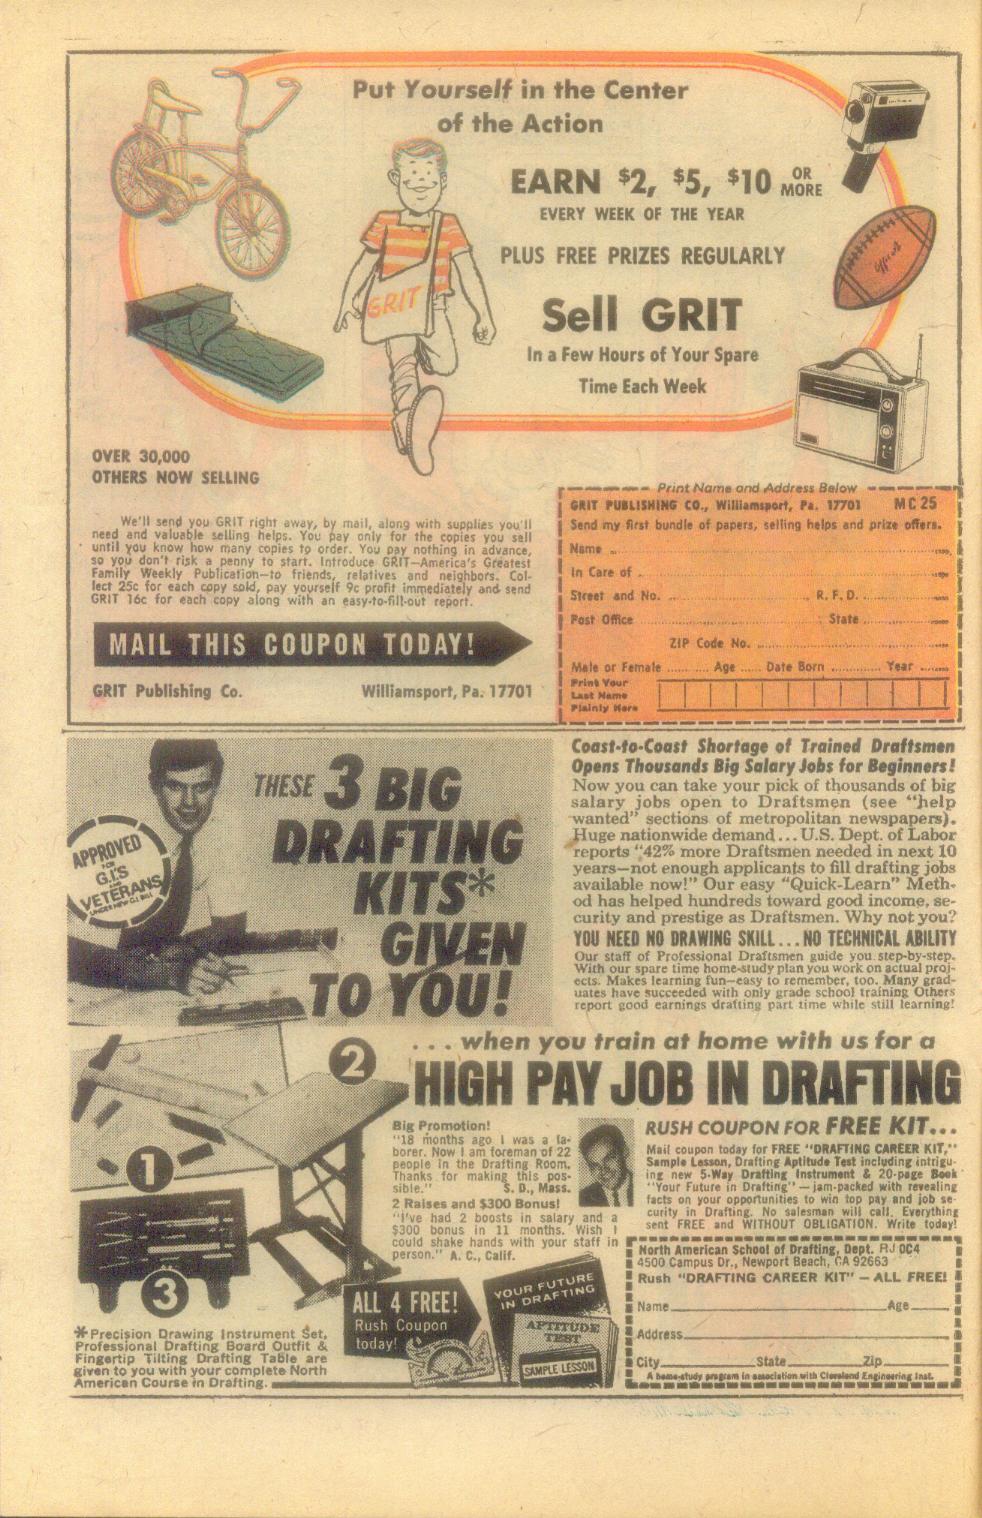 Put Yourself in the Center
of the Action
EARN $2, $5, $10 OR MORE
EVERY WEEK OF THE YEAR
PLUS FREE PRIZES REGULARLY
Sell GRIT
In a Few Hours of Your Spare
Time Each Week
GRIT
OVER 30,000
OTHERS NOW SELLING
We'll send you GRIT right away, by mail, along with supplies you'll
need and valuable selling helps. You pay only for the copies you sell
until you know how many copies to order. You pay nothing in advance,
so you don't risk a penny to start. Introduce GRIT—America's Greatest
Family Weekly Publication—to friends, relatives and neighbors. Col-
lect 25c for each copy sold, pay yourself 9c profit immediately and send
GRIT 16c for each copy along with an easy-to-fill-out report.
MAIL THIS COUPON TODAY!
GRIT Publishing Co. Williamsport, Pa. 17701
Print Name and Address Below
GRIT PUBLISHING CO., Williamsport, Pa. 17701 MC25
Send my first bundle of papers, selling helps and prize offers.
Name
In Care of
Street and No. R. F. D.
Post Office State
ZIP Code No.
Male or Female Age Date Born Year
Print Your
Last Name
Plainly Here
THESE 3 BIG
DRAFTING
KITS*
GIVEN
TO YOU!
APPROVED
FOR
G.I.'S
AND
VETERANS
UNDER NEW G.I. BILL
Coast-to-Coast Shortage of Trained Draftsmen
Opens Thousands Big Salary Jobs for Beginners!
Now you can take your pick of thousands of big
salary jobs open to Draftsmen (see "help
wanted" sections of metropolitan newspapers).
Huge nationwide demand... U.S. Dept. of Labor
reports "42% more Draftsmen needed in next 10
years—not enough applicants to fill drafting jobs
available now!" Our easy "Quick-Learn" Meth-
od has helped hundreds toward good income, se-
curity and prestige as Draftsmen. Why not you?
YOU NEED NO DRAWING SKILL...NO TECHNICAL ABILITY
Our staff of Professional Draftsmen guide you step-by-step.
With our spare time home-study plan you work on actual proj-
ects. Makes learning fun—easy to remember, too. Many grad-
uates have succeeded with only grade school training Others
report good earnings drafting part time while still learning!
... when you train at home with us for a
HIGH PAY JOB IN DRAFTING
1
2
3
Big Promotion!
"18 months ago I was a la-
borer. Now I am foreman of 22
people in the Drafting Room.
Thanks for making this pos-
sible." S. D., Mass.
2 Raises and $300 Bonus!
"I've had 2 boosts in salary and a
$300 bonus in 11 months. Wish I
could shake hands with your staff in
person." A. C., Calif.
RUSH COUPON FOR FREE KIT...
Mail coupon today for FREE "DRAFTING CAREER KIT,"
Sample Lesson, Drafting Aptitude Test including intrigu-
ing new 5-Way Drafting Instrument & 20-page Book
"Your Future in Drafting" — jam-packed with revealing
facts on your opportunities to win top pay and job se-
curity in Drafting. No salesman will call. Everything
sent FREE and WITHOUT OBLIGATION. Write today!
ALL 4 FREE!
Rush Coupon
today!
YOUR FUTURE
IN DRAFTING
APTITUDE
TEST
SAMPLE LESSON
*Precision Drawing Instrument Set,
Professional Drafting Board Outfit &
Fingertip Tilting Drafting Table are
given to you with your complete North
American Course in Drafting.
North American School of Drafting, Dept. RJ 0C4
4500 Campus Dr., Newport Beach, CA 92663
Rush "DRAFTING CAREER KIT" — ALL FREE!
Name Age
Address
City State Zip
A home-study program in association with Cleveland Engineering Inst.